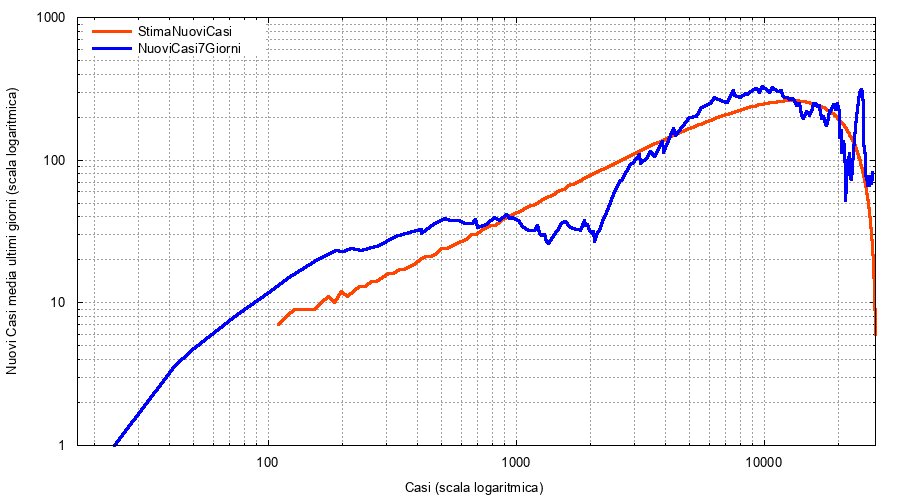 1000
StimaNuoviCasi
NuoviCasi7Giorni
100
10
1
Nuovi Casi media ultimi giorni (scala logaritmica)
100
1000
10000
Casi (scala logaritmica)